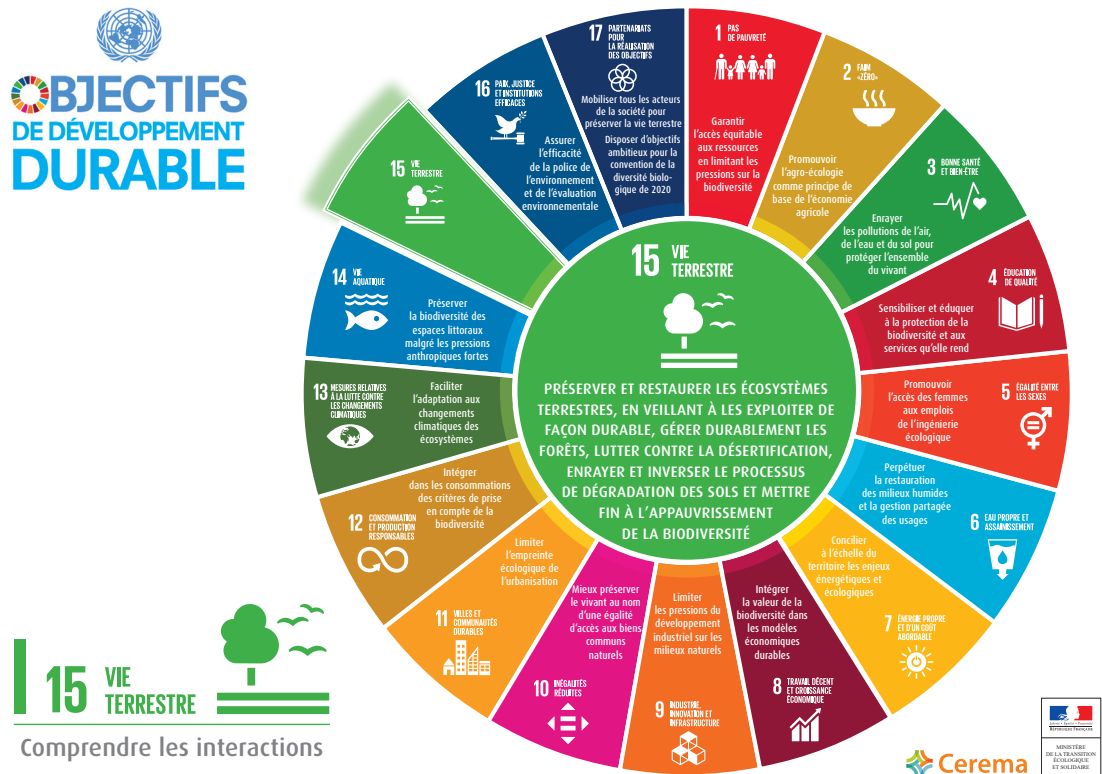 OBJECTIFS
DE DÉVELOPPEMENT
DURABLE
1 PAS
DE PAUVRETÉ
Garantir
l'accès équitable
aux ressources
en limitant les
pressions sur la
biodiversité
2 FAIM
«ZÉRO»
Promouvoir
l'agro-écologie
comme principe de
base de l'économie
agricole
3 BONNE SANTÉ
ET BIEN-ÊTRE
Enrayer
les pollutions de l'air,
de l'eau et du sol pour
protéger l'ensemble
du vivant
4 ÉDUCATION
DE QUALITÉ
Sensibiliser et éduquer
à la protection de la
biodiversité et aux
services qu'elle rend
5 ÉGALITÉ ENTRE
LES SEXES
Promouvoir
l'accès des femmes
aux emplois
de l'ingénierie
écologique
6 EAU PROPRE ET
ASSAINISSEMENT
Perpétuer
la restauration
des milieux humides
et la gestion partagée
des usages
7 ÉNERGIE PROPRE
ET D'UN COÛT
ABORDABLE
Concilier
à l'échelle du
territoire les enjeux
énergétiques et
écologiques
8 TRAVAIL DÉCENT
ET CROISSANCE
ÉCONOMIQUE
Intégrer
la valeur de la
biodiversité dans
les modèles
économiques
durables
9 INDUSTRIE,
INNOVATION ET
INFRASTRUCTURE
Limiter
les pressions du
développement
industriel sur les
milieux naturels
10 INÉGALITÉS
RÉDUITES
Mieux préserver
le vivant au nom
d'une égalité
d'accès aux biens
communs
naturels
11 VILLES ET
COMMUNAUTÉS
DURABLES
Limiter
l'empreinte
écologique de
l'urbanisation
12 CONSOMMATION
ET PRODUCTION
RESPONSABLES
Intégrer
dans les consommations
des critères de prise
en compte de la
biodiversité
13 MESURES RELATIVES
À LA LUTTE CONTRE
LES CHANGEMENTS
CLIMATIQUES
Faciliter
l'adaptation aux
changements
climatiques des
écosystèmes
14 VIE
AQUATIQUE
Préserver
la biodiversité des
espaces littoraux
malgré les pressions
anthropiques fortes
15 VIE
TERRESTRE
16 PAIX, JUSTICE
ET INSTITUTIONS
EFFICACES
Assurer
l'efficacité
de la police de
l'environnement
et de l'évaluation
environnementale
17 PARTENARIATS
POUR
LA RÉALISATION
DES OBJECTIFS
Mobiliser tous les acteurs
de la société pour
préserver la vie terrestre
Disposer d'objectifs
ambitieux pour la
convention de la
diversité biolo-
gique de 2020
15 VIE
TERRESTRE
PRÉSERVER ET RESTAURER LES ÉCOSYSTÈMES
TERRESTRES, EN VEILLANT À LES EXPLOITER DE
FAÇON DURABLE, GÉRER DURABLEMENT LES
FORÊTS, LUTTER CONTRE LA DÉSERTIFICATION,
ENRAYER ET INVERSER LE PROCESSUS
DE DÉGRADATION DES SOLS ET METTRE
FIN À L'APPAUVRISSEMENT
DE LA BIODIVERSITÉ
15 VIE
TERRESTRE
Comprendre les interactions
Cerema
Liberté • Égalité • Fraternité
RÉPUBLIQUE FRANÇAISE
MINISTÈRE
DE LA TRANSITION
ÉCOLOGIQUE
ET SOLIDAIRE